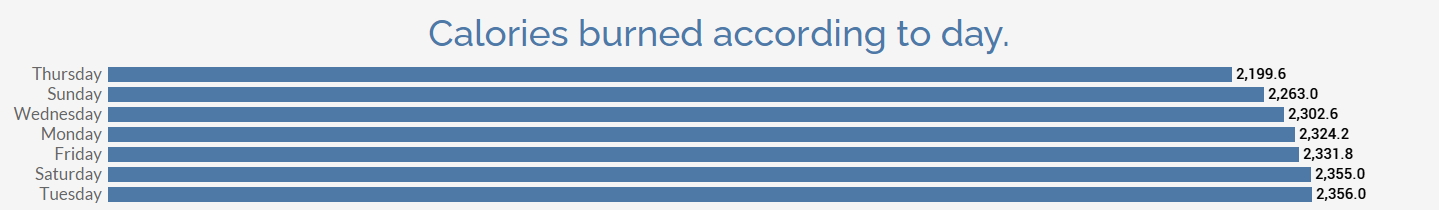 Calories burned according to day.
Thursday 2,199.6
Sunday 2,263.0
Wednesday 2,302.6
Monday 2,324.2
Friday 2,331.8
Saturday 2,355.0
Tuesday 2,356.0